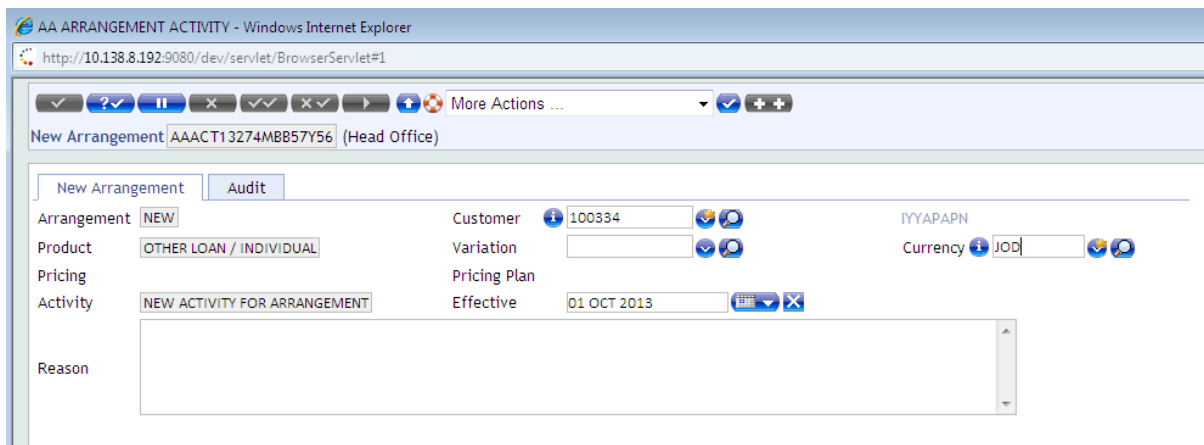 AA ARRANGEMENT ACTIVITY - Windows Internet Explorer
http://10.138.8.192:9080/dev/servlet/BrowserServlet#1
More Actions ...
New Arrangement AAACT13274MBB57Y56 (Head Office)
New Arrangement Audit
Arrangement NEW Customer 100334 IYYAPAPN
Product OTHER LOAN / INDIVIDUAL Variation Currency JOD
Pricing Pricing Plan
Activity NEW ACTIVITY FOR ARRANGEMENT Effective 01 OCT 2013
Reason